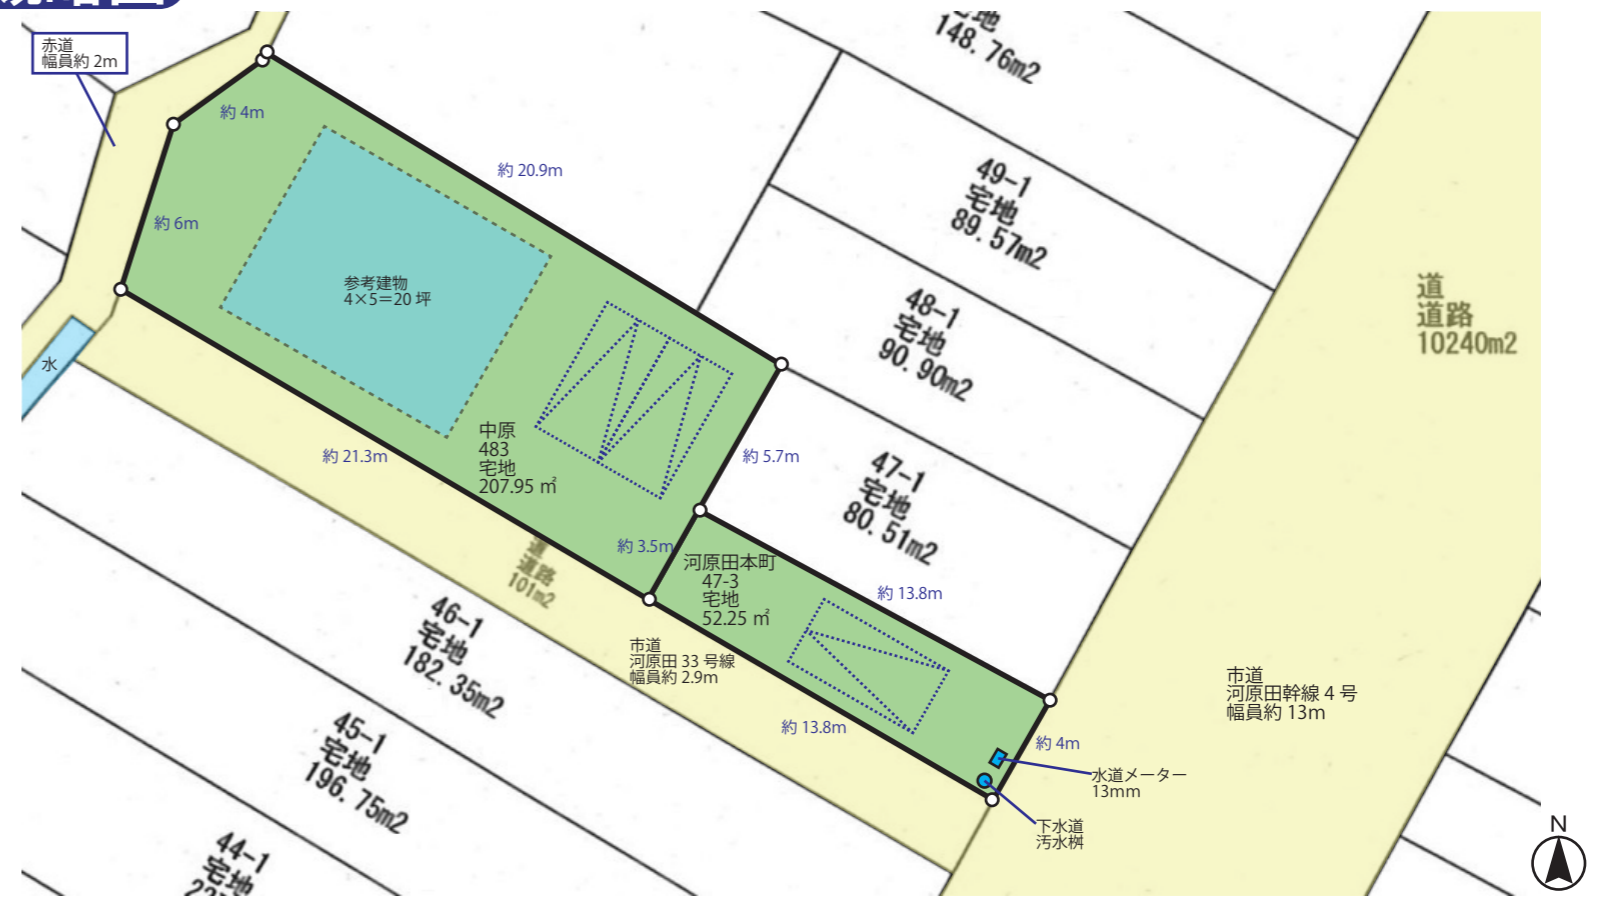 赤道
幅員約 2m
約 4m
約 20.9m
約 6m
参考建物
4×5＝20 坪
水
約 21.3m
中原
483
宅地
207.95 ㎡
約 5.7m
約 3.5m
河原田本町
47-3
宅地
52.25 ㎡
約 13.8m
約 13.8m
約 4m
道
道路
101m2
市道
河原田 33 号線
幅員約 2.9m
148.76m2
49-1
宅地
89.57m2
48-1
宅地
90.90m2
47-1
宅地
80.51m2
46-1
宅地
182.35m2
45-1
宅地
196.75m2
44-1
宅地
道
道路
10240m2
市道
河原田幹線 4 号
幅員約 13m
水道メーター
13mm
下水道
汚水桝
N